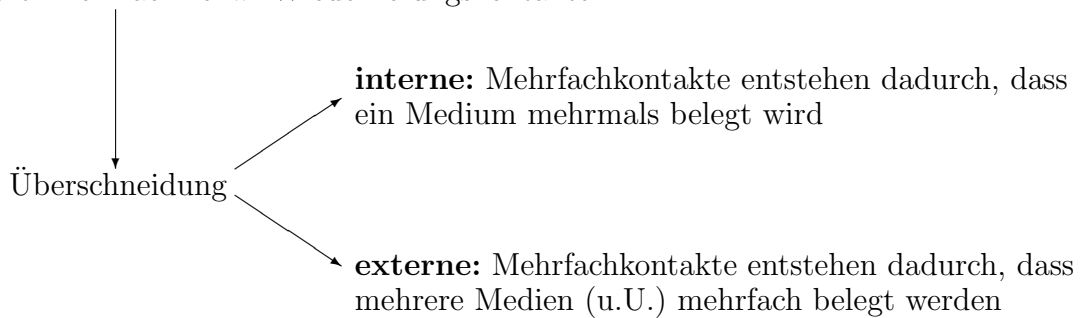 interne: Mehrfachkontakte entstehen dadurch, dass
ein Medium mehrmals belegt wird
Überschneidung
externe: Mehrfachkontakte entstehen dadurch, dass
mehrere Medien (u.U.) mehrfach belegt werden